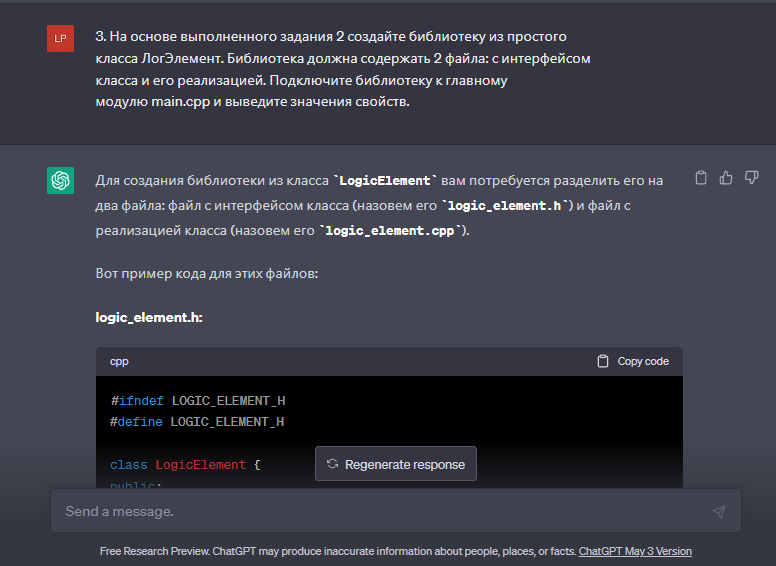 LP
3. На основе выполненного задания 2 создайте библиотеку из простого
класса ЛогЭлемент. Библиотека должна содержать 2 файла: с интерфейсом
класса и его реализацией. Подключите библиотеку к главному
модулю main.cpp и выведите значения свойств.
Для создания библиотеки из класса `LogicElement` вам потребуется разделить его на
два файла: файл с интерфейсом класса (назовем его `logic_element.h`) и файл с
реализацией класса (назовем его `logic_element.cpp`).
Вот пример кода для этих файлов:
logic_element.h:
cpp
Copy code
#ifndef LOGIC_ELEMENT_H
#define LOGIC_ELEMENT_H
class LogicElement {
public:
Regenerate response
Send a message.
Free Research Preview. ChatGPT may produce inaccurate information about people, places, or facts. ChatGPT May 3 Version